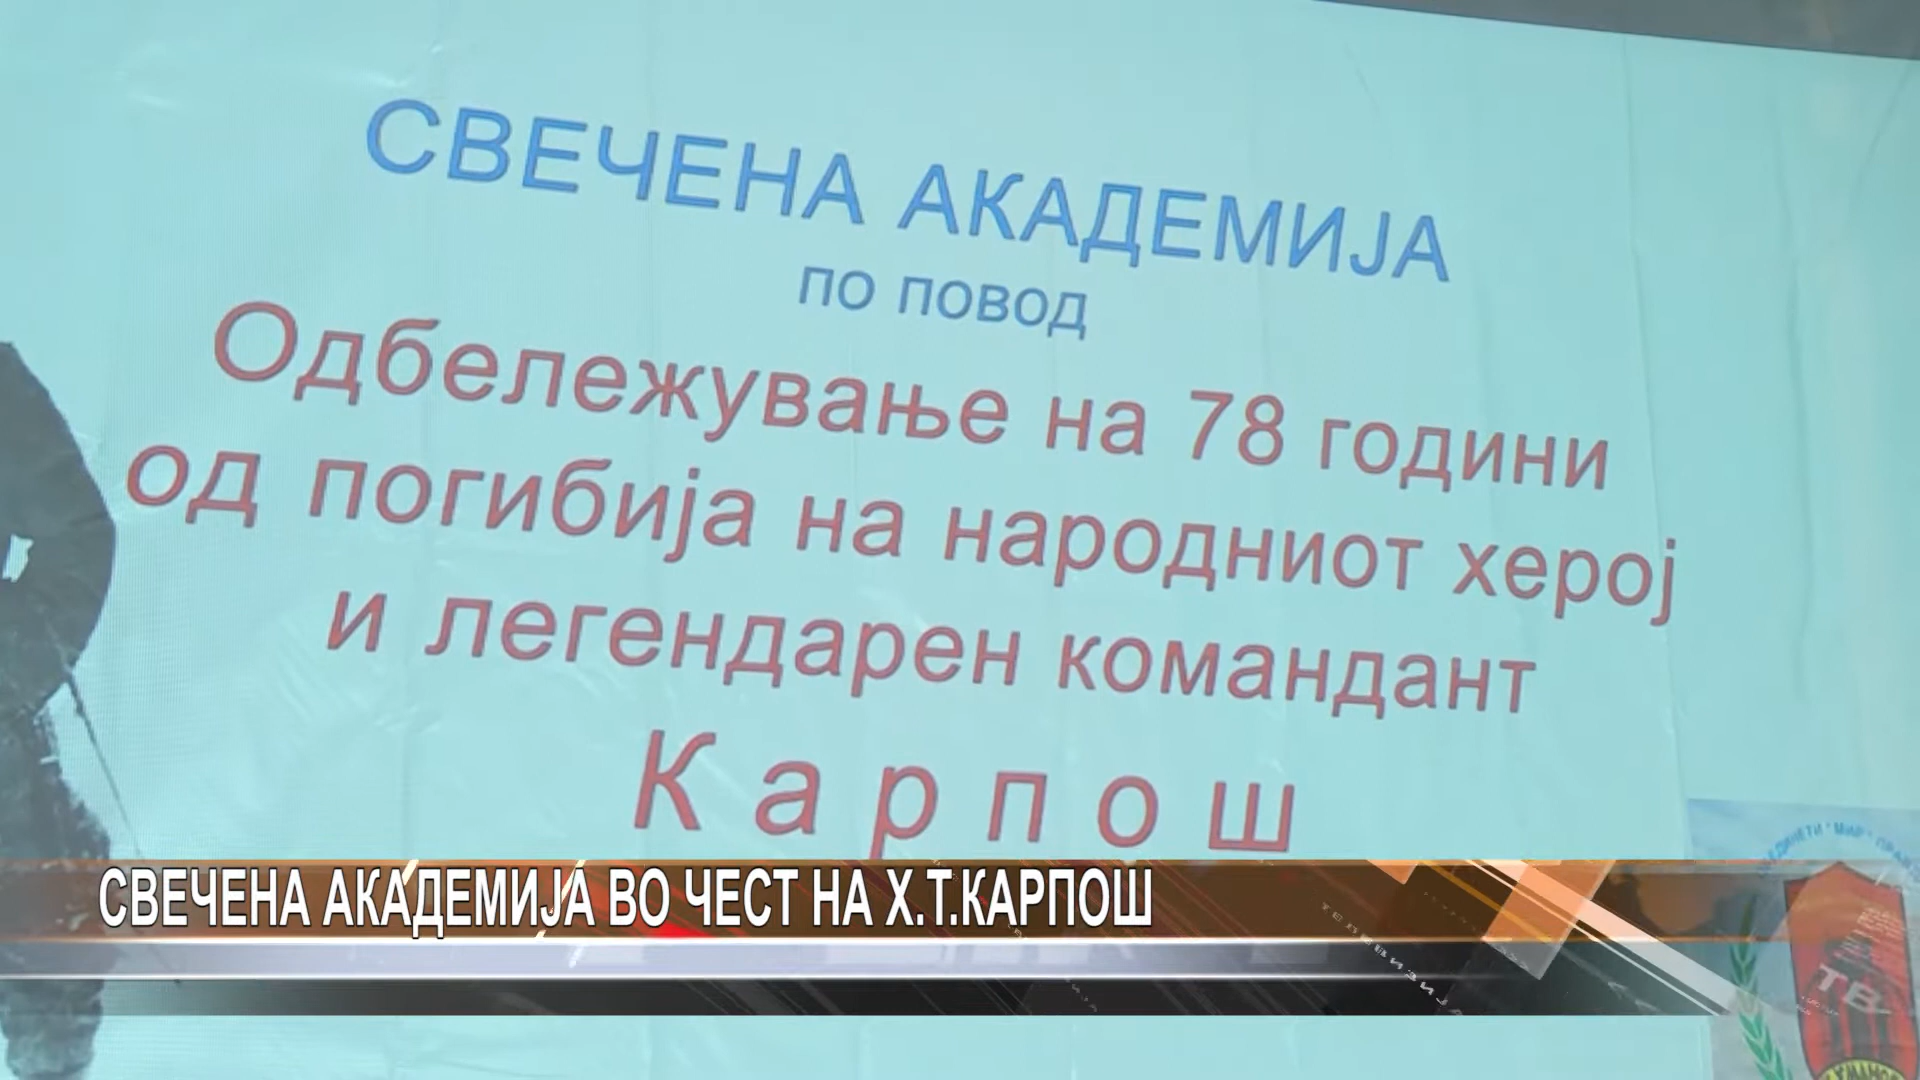 СВЕЧЕНА АКАДЕМИЈА
по повод
Одбележување на 78 години
од погибија на народниот херој
и легендарен командант
Карпош
СВЕЧЕНА АКАДЕМИЈА ВО ЧЕСТ НА Х.Т.КАРПОШ
ТВ